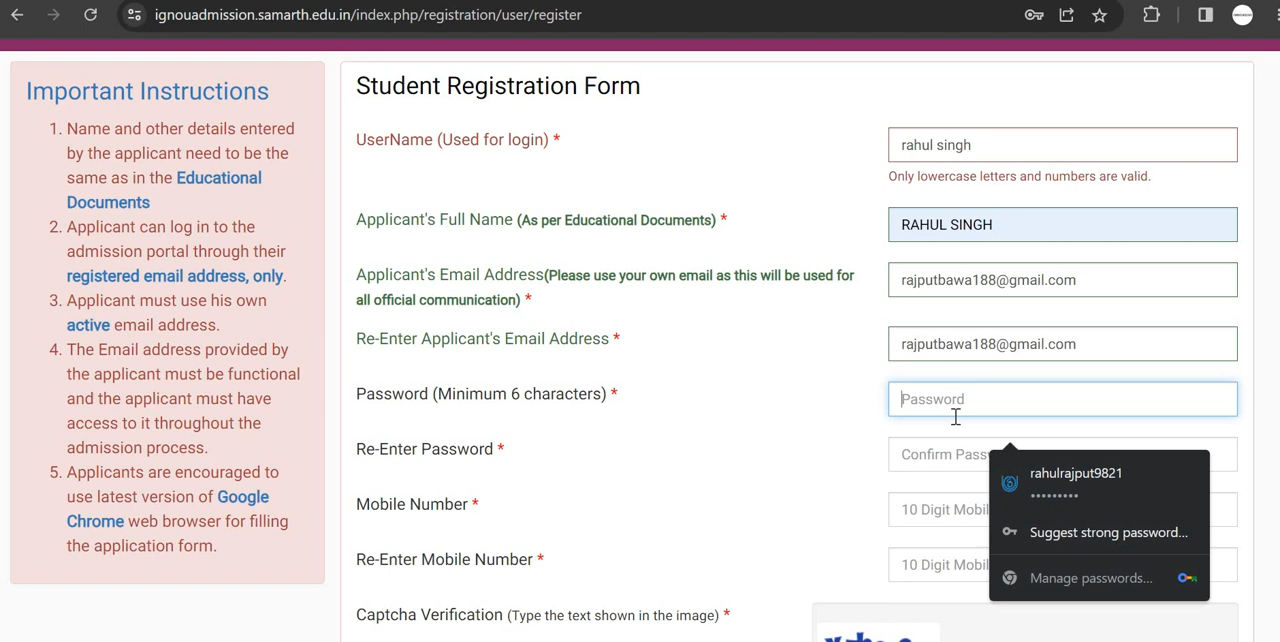 ignouadmission.samarth.edu.in/index.php/registration/user/register
Important Instructions
1. Name and other details entered
by the applicant need to be the
same as in the Educational
Documents
2. Applicant can log in to the
admission portal through their
registered email address, only.
3. Applicant must use his own
active email address.
4. The Email address provided by
the applicant must be functional
and the applicant must have
access to it throughout the
admission process.
5. Applicants are encouraged to
use latest version of Google
Chrome web browser for filling
the application form.
Student Registration Form
UserName (Used for login) *
rahul singh
Only lowercase letters and numbers are valid.
Applicant's Full Name (As per Educational Documents) *
RAHUL SINGH
Applicant's Email Address(Please use your own email as this will be used for
all official communication) *
rajputbawa188@gmail.com
Re-Enter Applicant's Email Address *
rajputbawa188@gmail.com
Password (Minimum 6 characters) *
Password
Re-Enter Password *
Confirm Pass
Mobile Number *
10 Digit Mobil
Re-Enter Mobile Number *
10 Digit Mobil
rahulrajput9821
•••••••••
Suggest strong password...
Manage passwords...
Captcha Verification (Type the text shown in the image) *